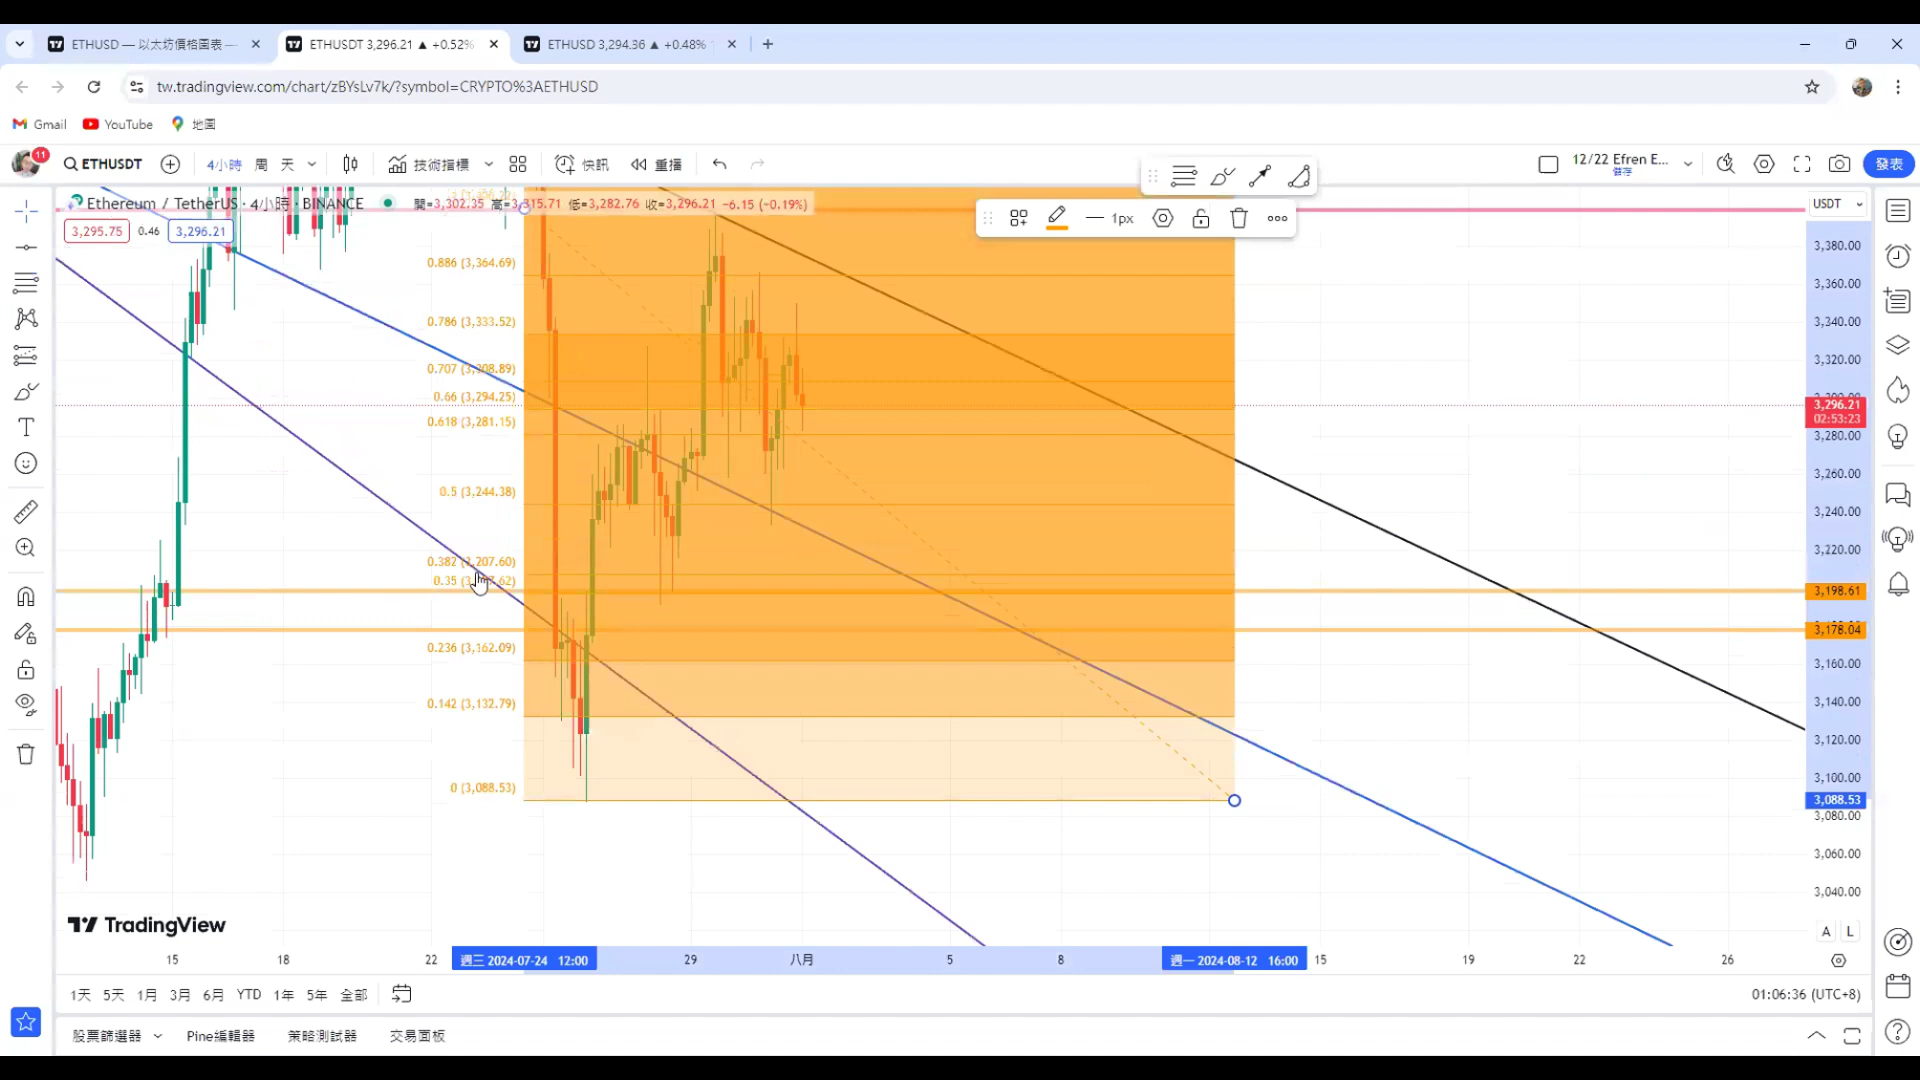 ETHUSD — 以太坊價格圖表 —
ETHUSDT 3,296.21 ▲ +0.52%
ETHUSD 3,294.36 ▲ +0.48%
tw.tradingview.com/chart/zBYsLv7k/?symbol=CRYPTO%3AETHUSD
Gmail
YouTube
地圖
11
ETHUSDT
4小時
周
天
技術指標
快訊
重播
12/22 Efren E...
儲存
發表
Ethereum / TetherUS · 4小時 · BINANCE
開=3,302.35 高=3,315.71 低=3,282.76 收=3,296.21 −6.15 (−0.19%)
3,295.75
0.46
3,296.21
1px
USDT
3,380.00
3,360.00
3,340.00
3,320.00
3,296.21
02:53:23
3,280.00
3,260.00
3,240.00
3,220.00
3,198.61
3,178.04
3,160.00
3,140.00
3,120.00
3,100.00
3,088.53
3,080.00
3,060.00
3,040.00
0.886 (3,364.69)
0.786 (3,333.52)
0.707 (3,308.89)
0.66 (3,294.25)
0.618 (3,281.15)
0.5 (3,244.38)
0.382 (3,207.60)
0.236 (3,162.09)
0.142 (3,132.79)
0 (3,088.53)
TradingView
A
L
15
18
22
週三 2024-07-24 12:00
29
八月
5
8
週一 2024-08-12 16:00
15
19
22
26
1天
5天
1月
3月
6月
YTD
1年
5年
全部
01:06:36 (UTC+8)
股票篩選器
Pine編輯器
策略測試器
交易面板